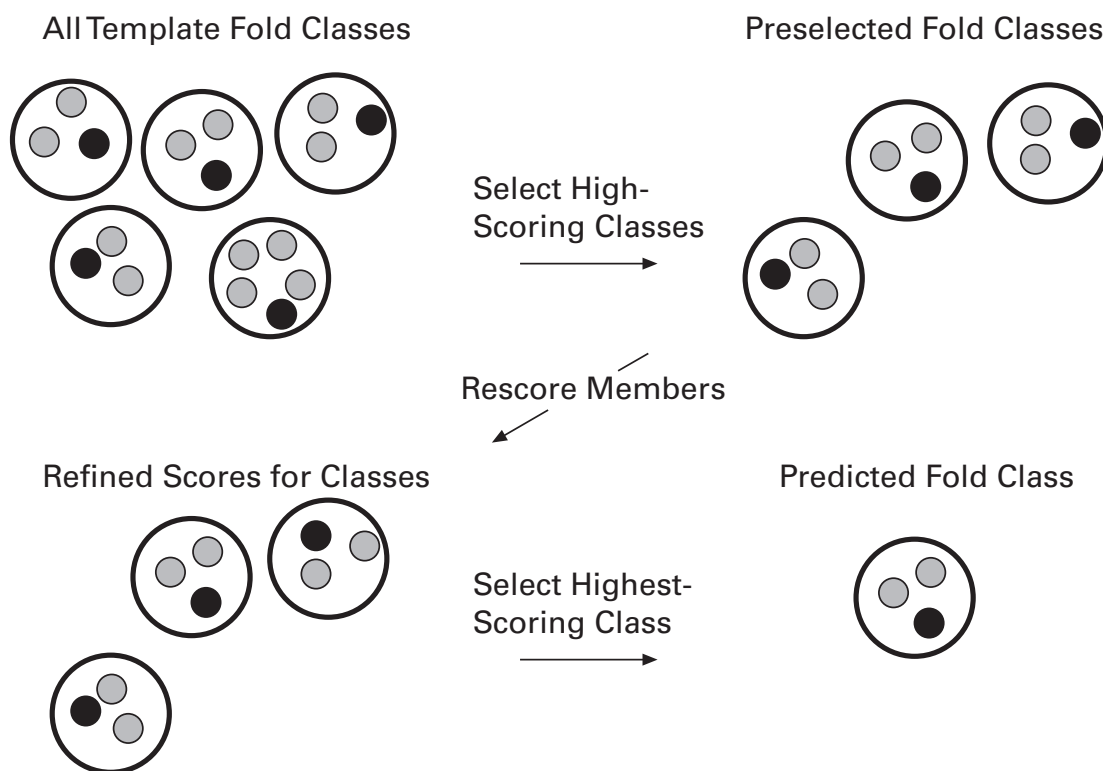 All Template Fold Classes
Preselected Fold Classes
Select High-
Scoring Classes
Rescore Members
Refined Scores for Classes
Predicted Fold Class
Select Highest-
Scoring Class